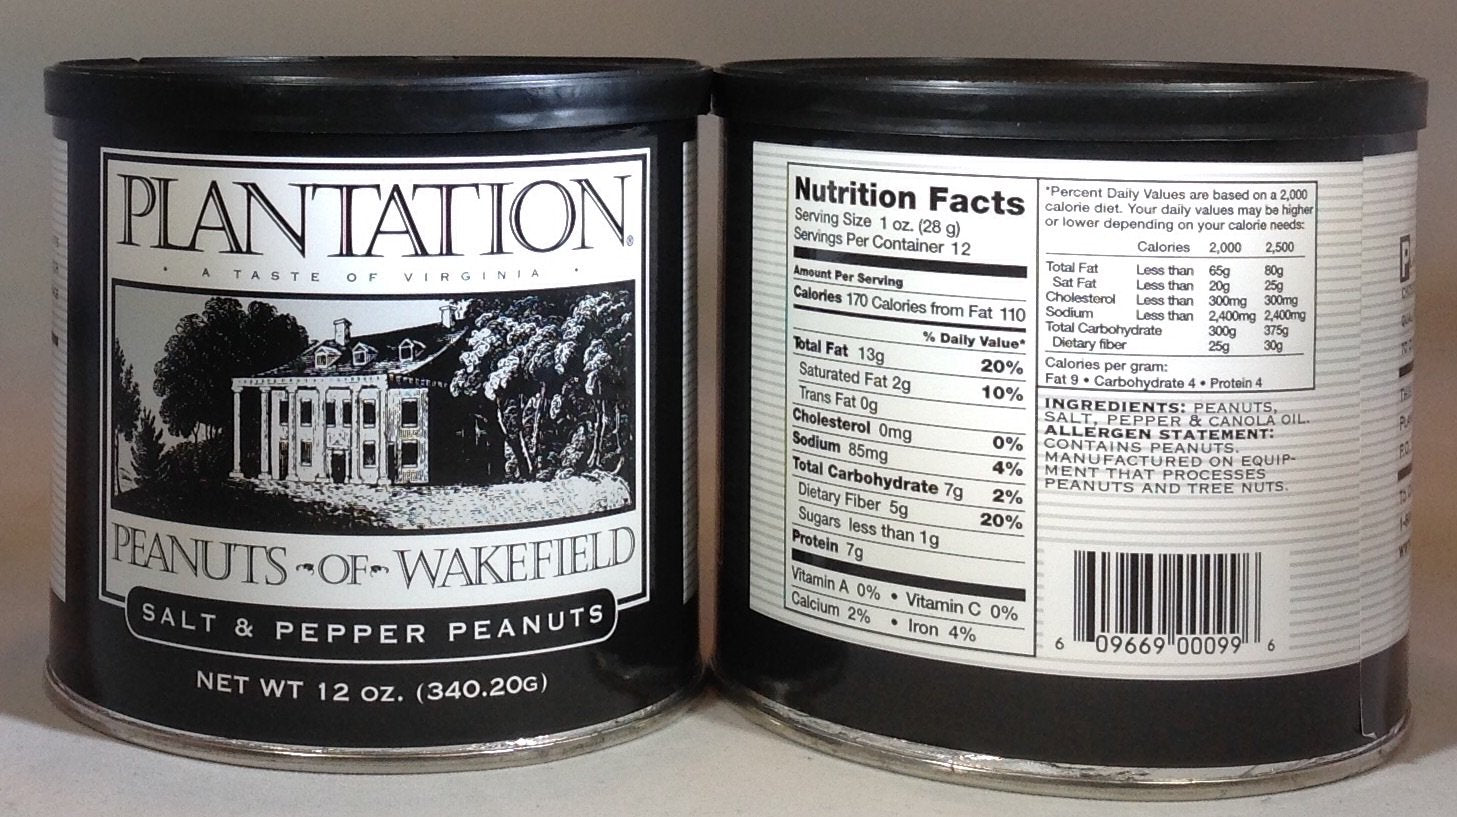 PLANTATION®
• A TASTE OF VIRGINIA •
PEANUTS OF WAKEFIELD
SALT & PEPPER PEANUTS
NET WT 12 OZ. (340.20G)
Nutrition Facts
Serving Size 1 oz. (28 g)
Servings Per Container 12
Amount Per Serving
Calories 170 Calories from Fat 110
% Daily Value*
Total Fat 13g 20%
Saturated Fat 2g 10%
Trans Fat 0g
Cholesterol 0mg 0%
Sodium 85mg 4%
Total Carbohydrate 7g 2%
Dietary Fiber 5g 20%
Sugars less than 1g
Protein 7g
Vitamin A 0% • Vitamin C 0%
Calcium 2% • Iron 4%
*Percent Daily Values are based on a 2,000
calorie diet. Your daily values may be higher
or lower depending on your calorie needs:
Calories 2,000 2,500
Total Fat Less than 65g 80g
Sat Fat Less than 20g 25g
Cholesterol Less than 300mg 300mg
Sodium Less than 2,400mg 2,400mg
Total Carbohydrate 300g 375g
Dietary fiber 25g 30g
Calories per gram:
Fat 9 • Carbohydrate 4 • Protein 4
INGREDIENTS: PEANUTS,
SALT, PEPPER & CANOLA OIL.
ALLERGEN STATEMENT:
CONTAINS PEANUTS.
MANUFACTURED ON EQUIP-
MENT THAT PROCESSES
PEANUTS AND TREE NUTS.
6 09669 00099 6